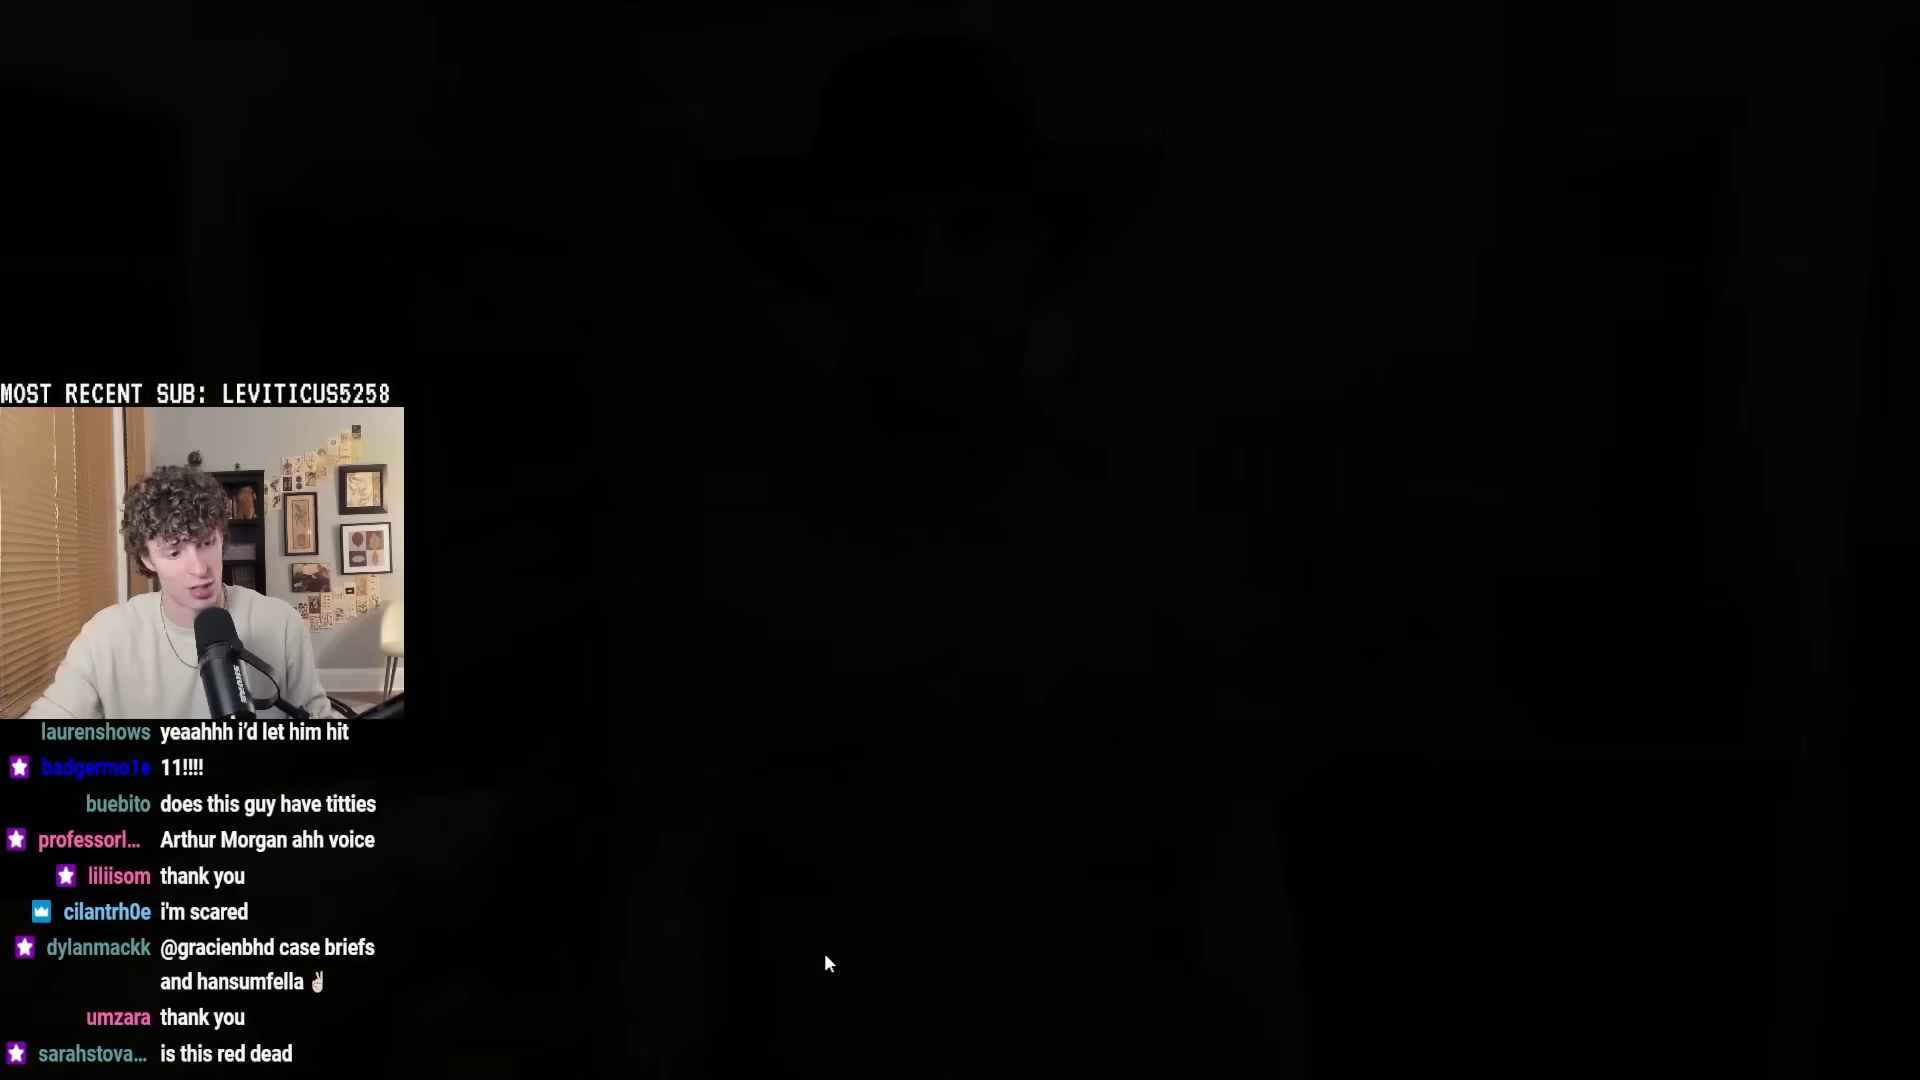 MOST RECENT SUB: LEVITICUS5258
SHURE
laurenshows yeaahhh i’d let him hit
badgermo1e 11!!!!
buebito does this guy have titties
professorl... Arthur Morgan ahh voice
liliisom thank you
cilantrh0e i'm scared
dylanmackk @gracienbhd case briefs
and hansumfella ✌🏻
umzara thank you
sarahstova... is this red dead